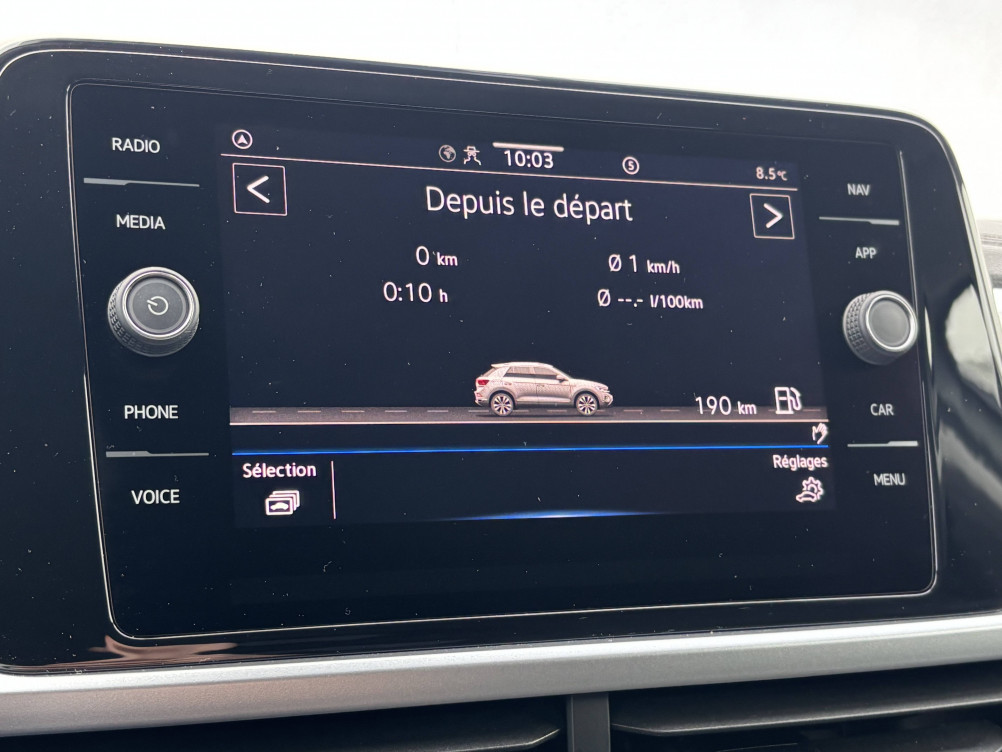 RADIO
MEDIA
PHONE
VOICE
10:03
S
8.5°C
<
Depuis le départ
>
0 km
Ø 1 km/h
0:10 h
Ø --.- l/100km
190 km
Sélection
Réglages
NAV
APP
CAR
MENU